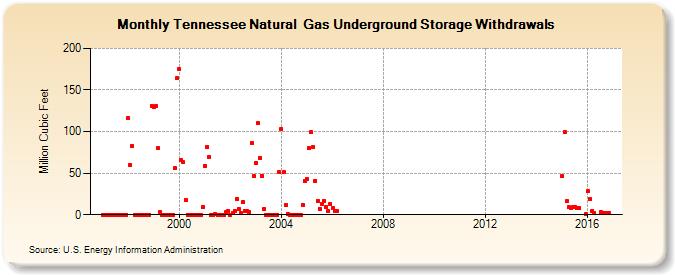 Monthly Tennessee Natural Gas Underground Storage Withdrawals
Million Cubic Feet
200
150
100
50
0
2000 2004 2008 2012 2016
Source: U.S. Energy Information Administration